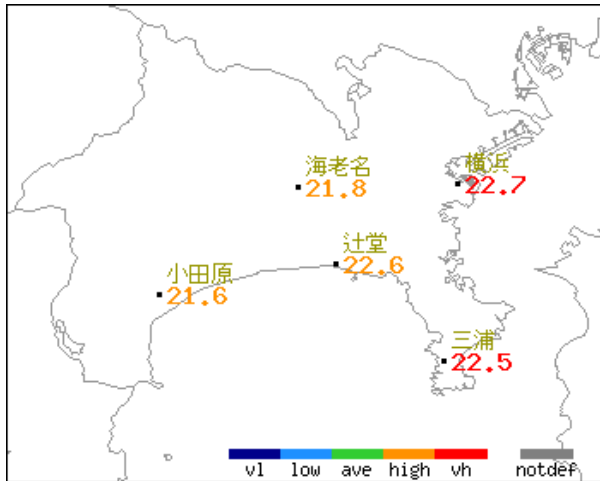 海老名
21.8
横浜
22.7
辻堂
22.6
小田原
21.6
三浦
22.5
vl low ave high vh notdef